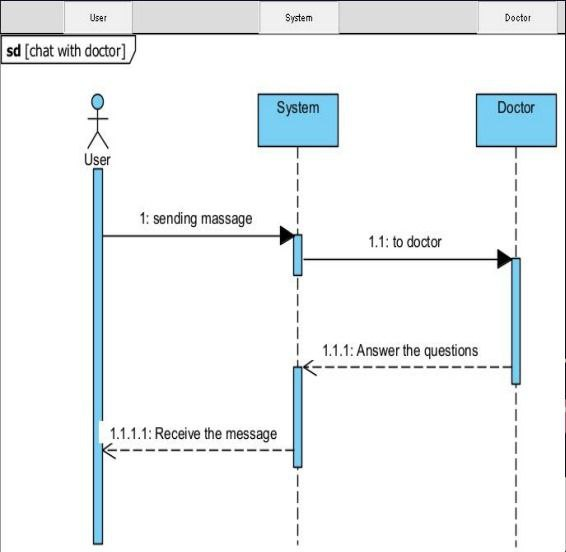 User System Doctor
sd [chat with doctor]
System Doctor
User
1: sending massage
1.1: to doctor
1.1.1: Answer the questions
1.1.1.1: Receive the message